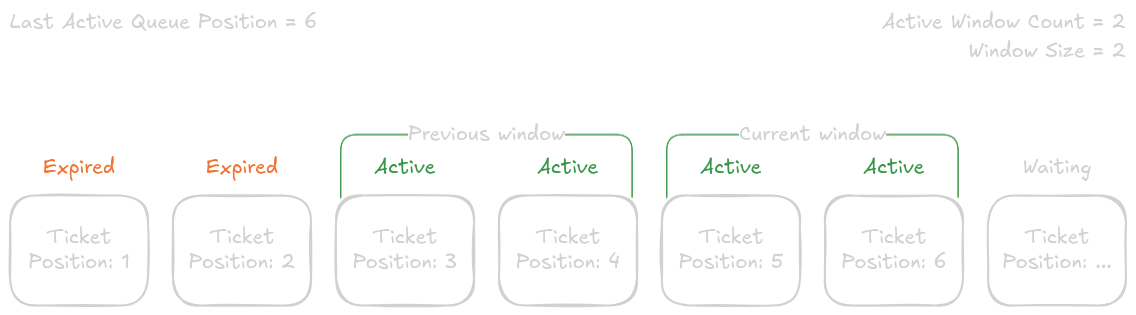 Last Active Queue Position = 6
Active Window Count = 2
Window Size = 2
Previous window
Current window
Expired
Expired
Active
Active
Active
Active
Waiting
Ticket
Position: 1
Ticket
Position: 2
Ticket
Position: 3
Ticket
Position: 4
Ticket
Position: 5
Ticket
Position: 6
Ticket
Position: ...